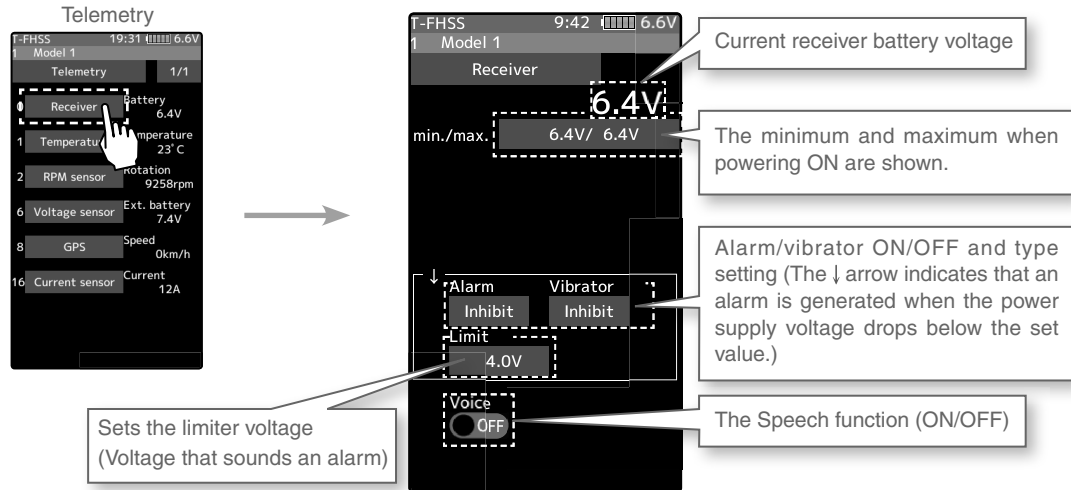 Telemetry
T-FHSS 19:31 6.6V
1 Model 1
Telemetry 1/1
0 Receiver Battery
6.4V
1 Temperatu mperature
23°C
2 RPM sensor Rotation
9258rpm
6 Voltage sensor Ext. battery
7.4V
8 GPS Speed
0km/h
16 Current sensor Current
12A
T-FHSS 9:42 6.6V
1 Model 1
Receiver
6.4V
min./max. 6.4V/ 6.4V
↓
Alarm Vibrator
Inhibit Inhibit
Limit
4.0V
Voice
OFF
Current receiver battery voltage
The minimum and maximum when
powering ON are shown.
Alarm/vibrator ON/OFF and type
setting (The ↓ arrow indicates that an
alarm is generated when the power
supply voltage drops below the set
value.)
The Speech function (ON/OFF)
Sets the limiter voltage
(Voltage that sounds an alarm)